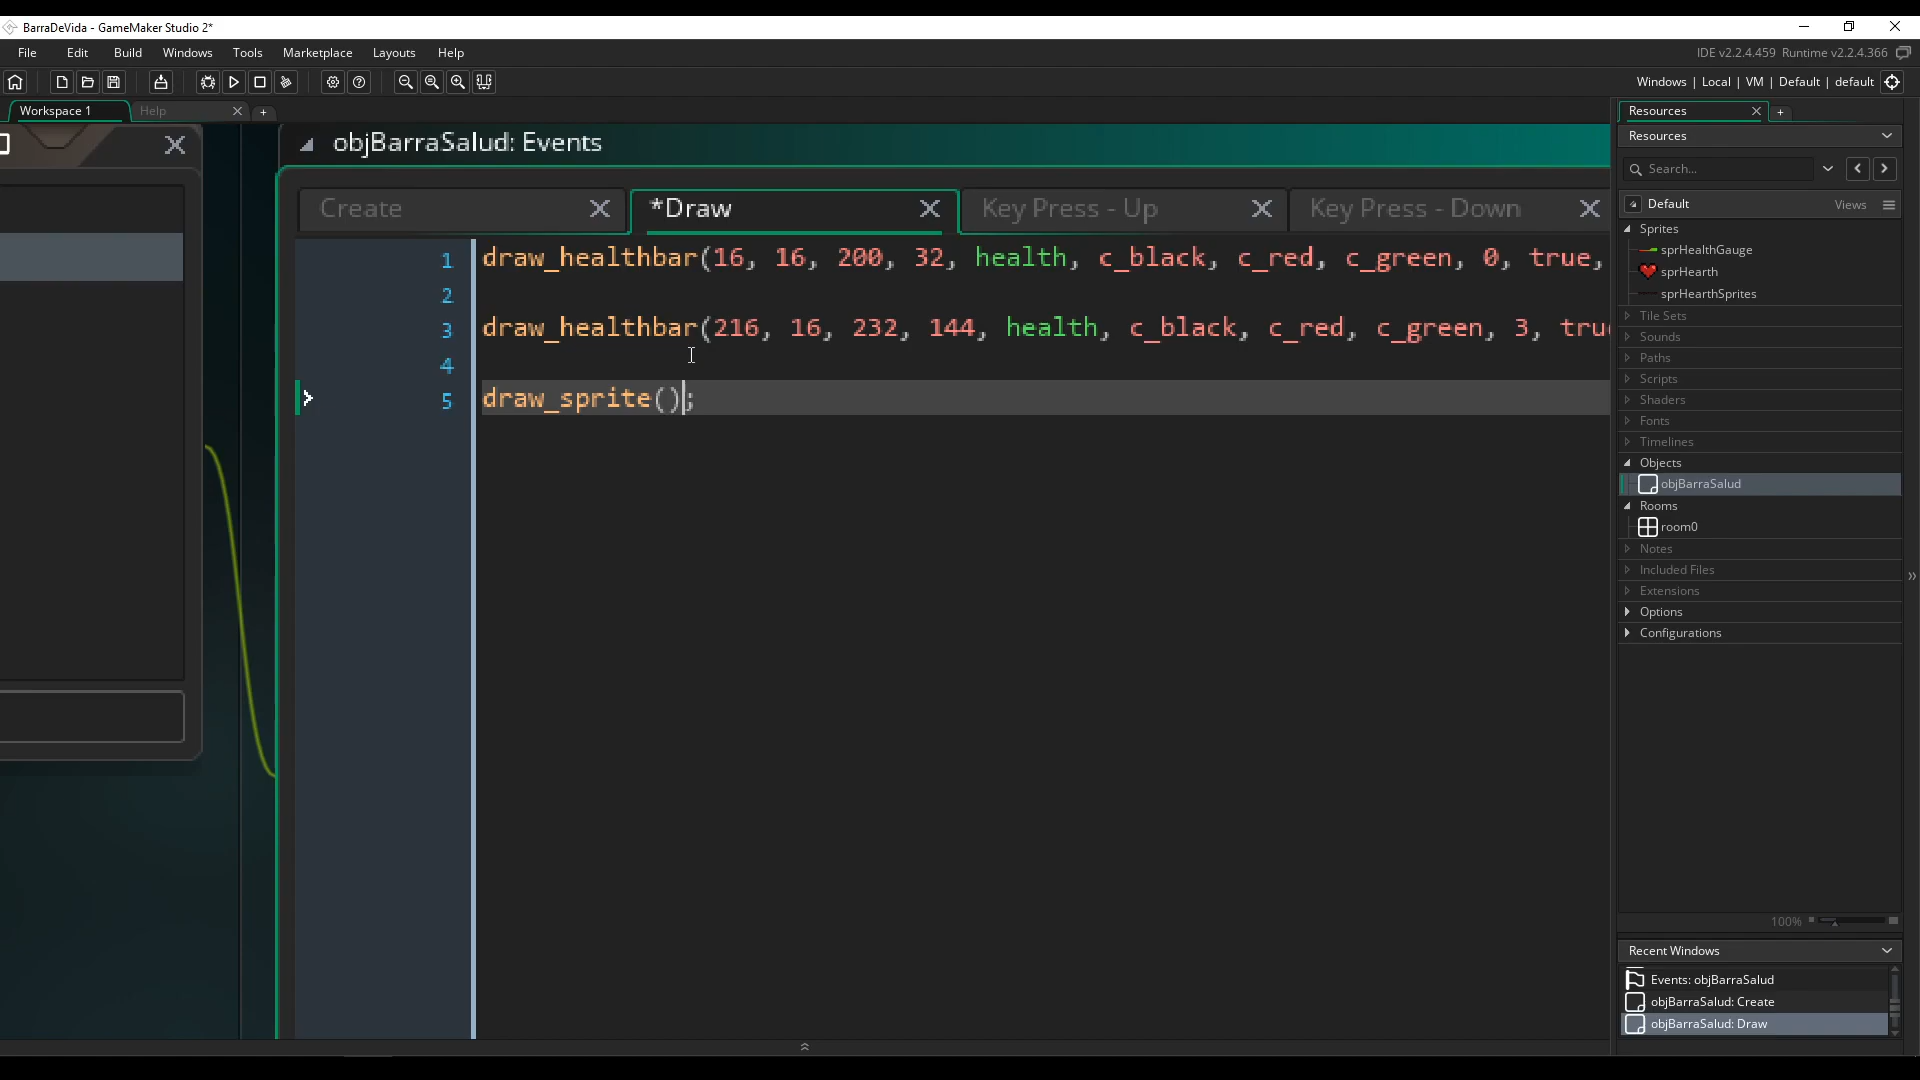 BarraDeVida - GameMaker Studio 2*
File Edit Build Windows Tools Marketplace Layouts Help
IDE v2.2.4.459 Runtime v2.2.4.366
Windows | Local | VM | Default | default
Workspace 1
Help
objBarraSalud: Events
Create
*Draw
Key Press - Up
Key Press - Down
1 draw_healthbar(16, 16, 200, 32, health, c_black, c_red, c_green, 0, true,
2
3 draw_healthbar(216, 16, 232, 144, health, c_black, c_red, c_green, 3, tru
4
5 draw_sprite();
Resources
Resources
Search...
Default
Views
Sprites
sprHealthGauge
sprHearth
sprHearthSprites
Tile Sets
Sounds
Paths
Scripts
Shaders
Fonts
Timelines
Objects
objBarraSalud
Rooms
room0
Notes
Included Files
Extensions
Options
Configurations
100%
Recent Windows
Events: objBarraSalud
objBarraSalud: Create
objBarraSalud: Draw